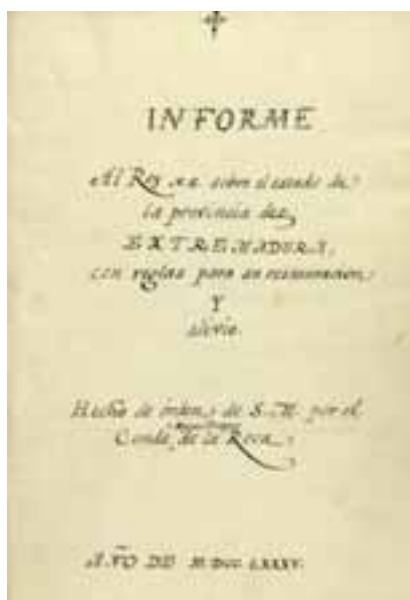 INFORME
Al Rey N.S. sobre el estado de
la provincia de
EXTREMADURA,
con reglas para su restauracion
Y
alivio.
Hecho de órden de S.M. por el
Conde de la Roca.
AÑO DE M.DCC.LXXXV.